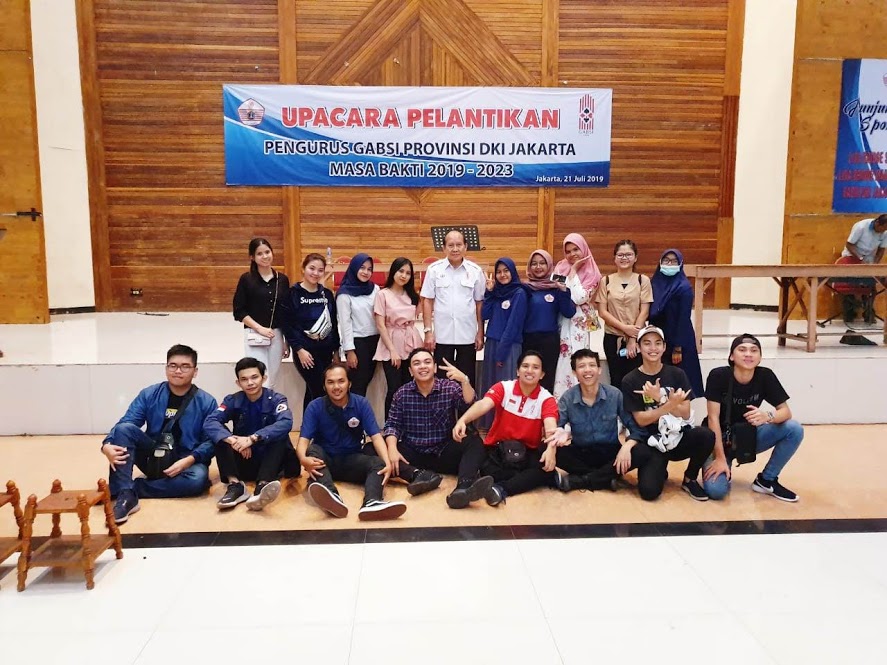 UPACARA PELANTIKAN
PENGURUS GABSI PROVINSI DKI JAKARTA
MASA BAKTI 2019 - 2023
Jakarta, 21 Juli 2019
Supreme